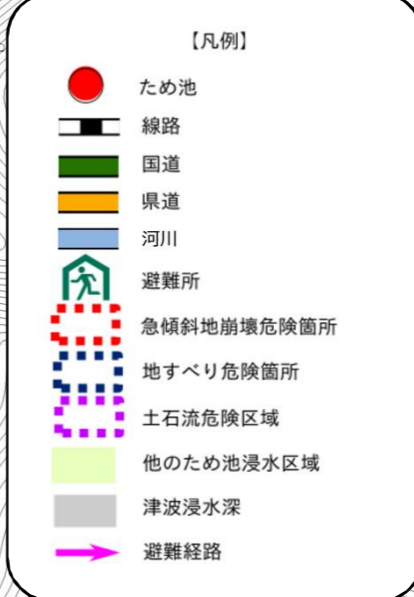 【凡例】
ため池
線路
国道
県道
河川
避難所
急傾斜地崩壊危険箇所
地すべり危険箇所
土石流危険区域
他のため池浸水区域
津波浸水深
避難経路